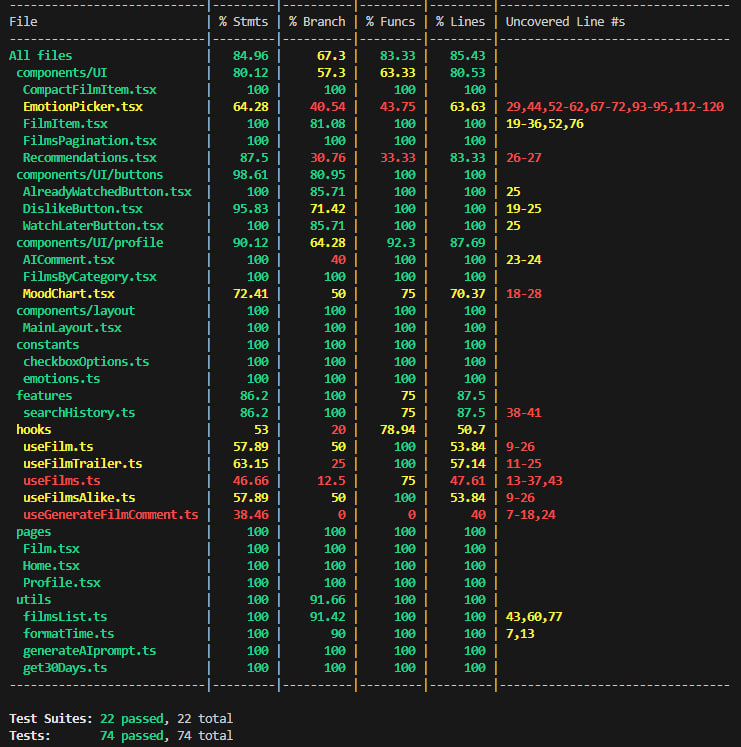 File | % Stmts | % Branch | % Funcs | % Lines | Uncovered Line #s
All files | 84.96 | 67.3 | 83.33 | 85.43 |
components/UI | 80.12 | 57.3 | 63.33 | 80.53 |
CompactFilmItem.tsx | 100 | 100 | 100 | 100 |
EmotionPicker.tsx | 64.28 | 40.54 | 43.75 | 63.63 | 29,44,52-62,67-72,93-95,112-120
FilmItem.tsx | 100 | 81.08 | 100 | 100 | 19-36,52,76
FilmsPagination.tsx | 100 | 100 | 100 | 100 |
Recommendations.tsx | 87.5 | 30.76 | 33.33 | 83.33 | 26-27
components/UI/buttons | 98.61 | 80.95 | 100 | 100 |
AlreadyWatchedButton.tsx | 100 | 85.71 | 100 | 100 | 25
DislikeButton.tsx | 95.83 | 71.42 | 100 | 100 | 19-25
WatchLaterButton.tsx | 100 | 85.71 | 100 | 100 | 25
components/UI/profile | 90.12 | 64.28 | 92.3 | 87.69 |
AIComment.tsx | 100 | 40 | 100 | 100 | 23-24
FilmsByCategory.tsx | 100 | 100 | 100 | 100 |
MoodChart.tsx | 72.41 | 50 | 75 | 70.37 | 18-28
components/layout | 100 | 100 | 100 | 100 |
MainLayout.tsx | 100 | 100 | 100 | 100 |
constants | 100 | 100 | 100 | 100 |
checkboxOptions.ts | 100 | 100 | 100 | 100 |
emotions.ts | 100 | 100 | 100 | 100 |
features | 86.2 | 100 | 75 | 87.5 |
searchHistory.ts | 86.2 | 100 | 75 | 87.5 | 38-41
hooks | 53 | 20 | 78.94 | 50.7 |
useFilm.ts | 57.89 | 50 | 100 | 53.84 | 9-26
useFilmTrailer.ts | 63.15 | 25 | 100 | 57.14 | 11-25
useFilms.ts | 46.66 | 12.5 | 75 | 47.61 | 13-37,43
useFilmsAlike.ts | 57.89 | 50 | 100 | 53.84 | 9-26
useGenerateFilmComment.ts | 38.46 | 0 | 0 | 40 | 7-18,24
pages | 100 | 100 | 100 | 100 |
Film.tsx | 100 | 100 | 100 | 100 |
Home.tsx | 100 | 100 | 100 | 100 |
Profile.tsx | 100 | 100 | 100 | 100 |
utils | 100 | 91.66 | 100 | 100 |
filmsList.ts | 100 | 91.42 | 100 | 100 | 43,60,77
formatTime.ts | 100 | 90 | 100 | 100 | 7,13
generateAIprompt.ts | 100 | 100 | 100 | 100 |
get30Days.ts | 100 | 100 | 100 | 100 |
Test Suites: 22 passed, 22 total
Tests: 74 passed, 74 total